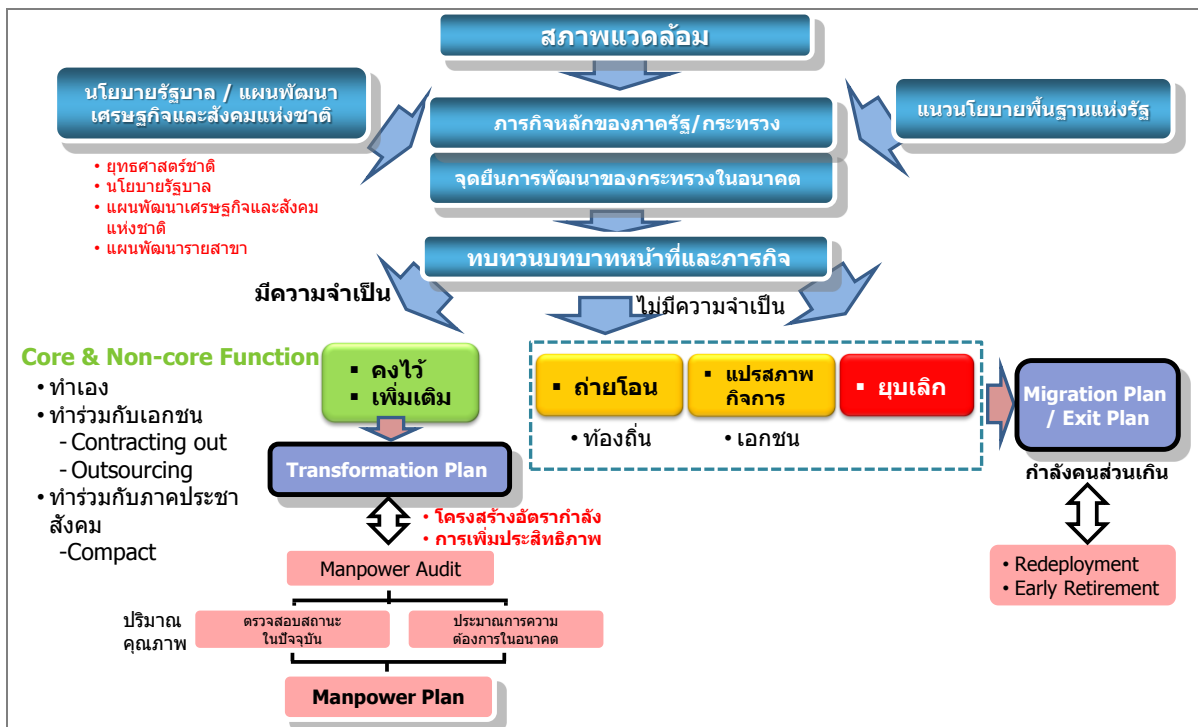 สภาพแวดล้อม
นโยบายรัฐบาล / แผนพัฒนา
เศรษฐกิจและสังคมแห่งชาติ
แนวนโยบายพื้นฐานแห่งรัฐ
ภารกิจหลักของภาครัฐ/กระทรวง
จุดยืนการพัฒนาของกระทรวงในอนาคต
• ยุทธศาสตร์ชาติ
• นโยบายรัฐบาล
• แผนพัฒนาเศรษฐกิจและสังคม
แห่งชาติ
• แผนพัฒนารายสาขา
ทบทวนบทบาทหน้าที่และภารกิจ
มีความจำเป็น
ไม่มีความจำเป็น
Core & Non-core Function
• ทำเอง
• ทำร่วมกับเอกชน
- Contracting out
- Outsourcing
• ทำร่วมกับภาคประชา
สังคม
-Compact
▪ คงไว้
▪ เพิ่มเติม
▪ ถ่ายโอน
▪ แปรสภาพ
กิจการ
▪ ยุบเลิก
• ท้องถิ่น
• เอกชน
Migration Plan
/ Exit Plan
กำลังคนส่วนเกิน
• Redeployment
• Early Retirement
Transformation Plan
• โครงสร้างอัตรากำลัง
• การเพิ่มประสิทธิภาพ
Manpower Audit
ปริมาณ
คุณภาพ
ตรวจสอบสถานะ
ในปัจจุบัน
ประมาณการความ
ต้องการในอนาคต
Manpower Plan